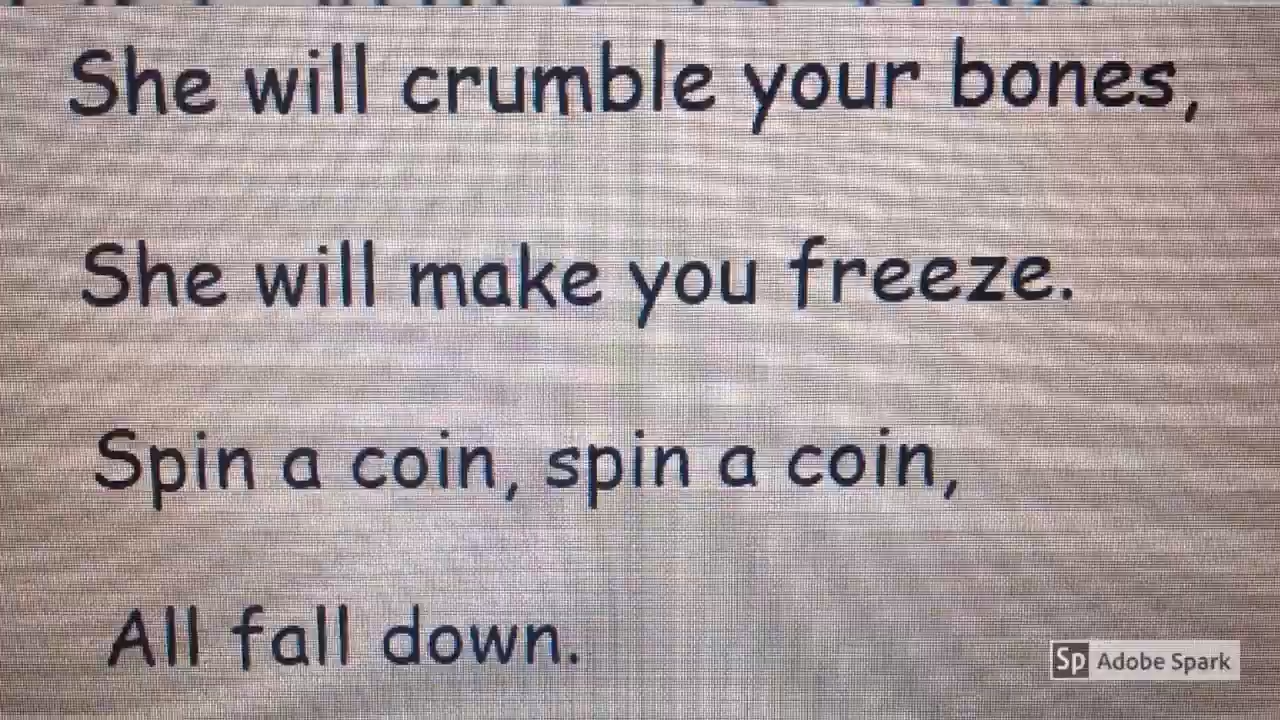 She will crumble your bones,
She will make you freeze.
Spin a coin, spin a coin,
All fall down.
Sp Adobe Spark